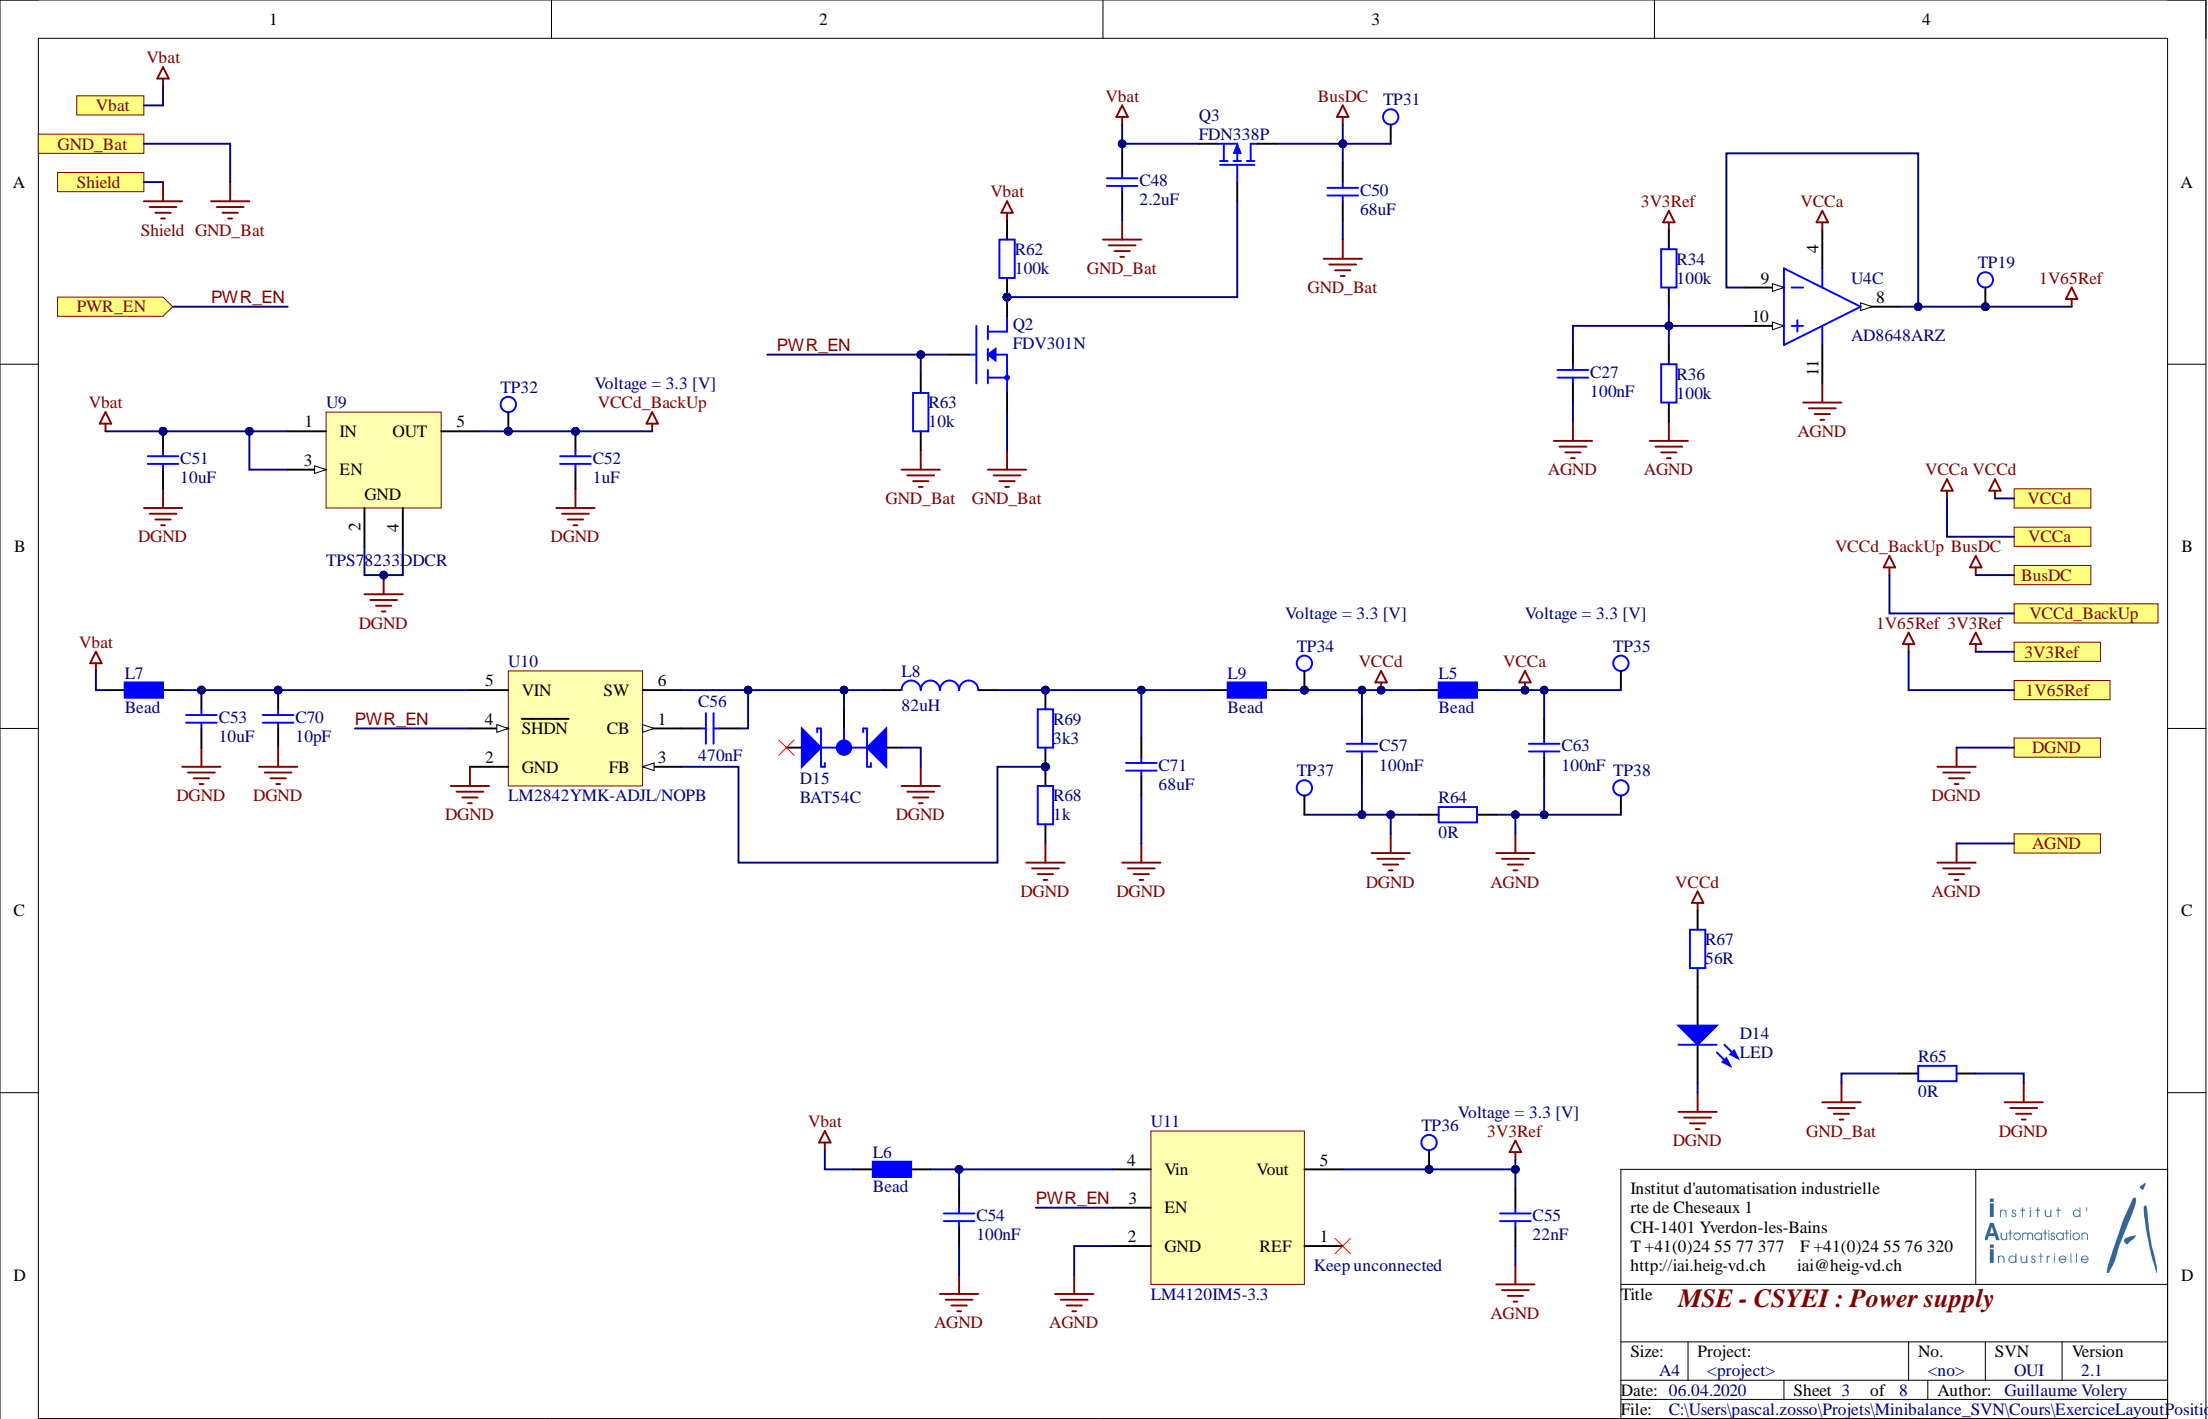 1 2 3 4
A
Vbat
Vbat
GND_Bat
Shield
Shield GND_Bat
PWR_EN PWR_EN
Vbat
R62
100k
Q2
FDV301N
PWR_EN
R63
10k
GND_Bat GND_Bat
Vbat
Q3
FDN338P
BusDC TP31
C48
2.2uF
GND_Bat
C50
68uF
GND_Bat
3V3Ref
R34
100k
R36
100k
C27
100nF
AGND AGND
VCCa
4
9
10
8
11
U4C
AD8648ARZ
AGND
TP19
1V65Ref
A
B
Vbat
C51
10uF
DGND
U9
1 IN OUT 5
3 EN
GND
2 4
TPS78233DDCR
DGND
TP32
Voltage = 3.3 [V]
VCCd_BackUp
C52
1uF
DGND
VCCa VCCd
VCCd
VCCa
VCCd_BackUp BusDC
BusDC
VCCd_BackUp
1V65Ref 3V3Ref
3V3Ref
1V65Ref
DGND
DGND
AGND
AGND
B
Vbat
L7
Bead
C53
10uF
DGND
C70
10pF
DGND
PWR_EN
U10
5 VIN SW 6
4 SHDN CB 1
2 GND FB 3
LM2842YMK-ADJL/NOPB
DGND
C56
470nF
D15
BAT54C
DGND
L8
82uH
R69
3k3
R68
1k
DGND
C71
68uF
DGND
L9
Bead
Voltage = 3.3 [V]
TP34
VCCd
L5
Bead
Voltage = 3.3 [V]
VCCa
TP35
C57
100nF
C63
100nF
TP37
R64
0R
TP38
DGND AGND
C
VCCd
R67
56R
D14
LED
DGND
R65
0R
GND_Bat DGND
C
D
Vbat
L6
Bead
C54
100nF
AGND
PWR_EN
U11
4 Vin Vout 5
3 EN
2 GND REF 1
LM4120IM5-3.3
AGND
Keep unconnected
TP36
Voltage = 3.3 [V]
3V3Ref
C55
22nF
AGND
D
Institut d'automatisation industrielle
rte de Cheseaux 1
CH-1401 Yverdon-les-Bains
T +41(0)24 55 77 377 F +41(0)24 55 76 320
http://iai.heig-vd.ch iai@heig-vd.ch
institut d'
Automatisation
industrielle
Title MSE - CSYEI : Power supply
Size: Project: No. SVN Version
A4 <project> <no> OUI 2.1
Date: 06.04.2020 Sheet 3 of 8 Author: Guillaume Volery
File: C:\Users\pascal.zosso\Projets\Minibalance_SVN\Cours\ExerciceLayoutPositi